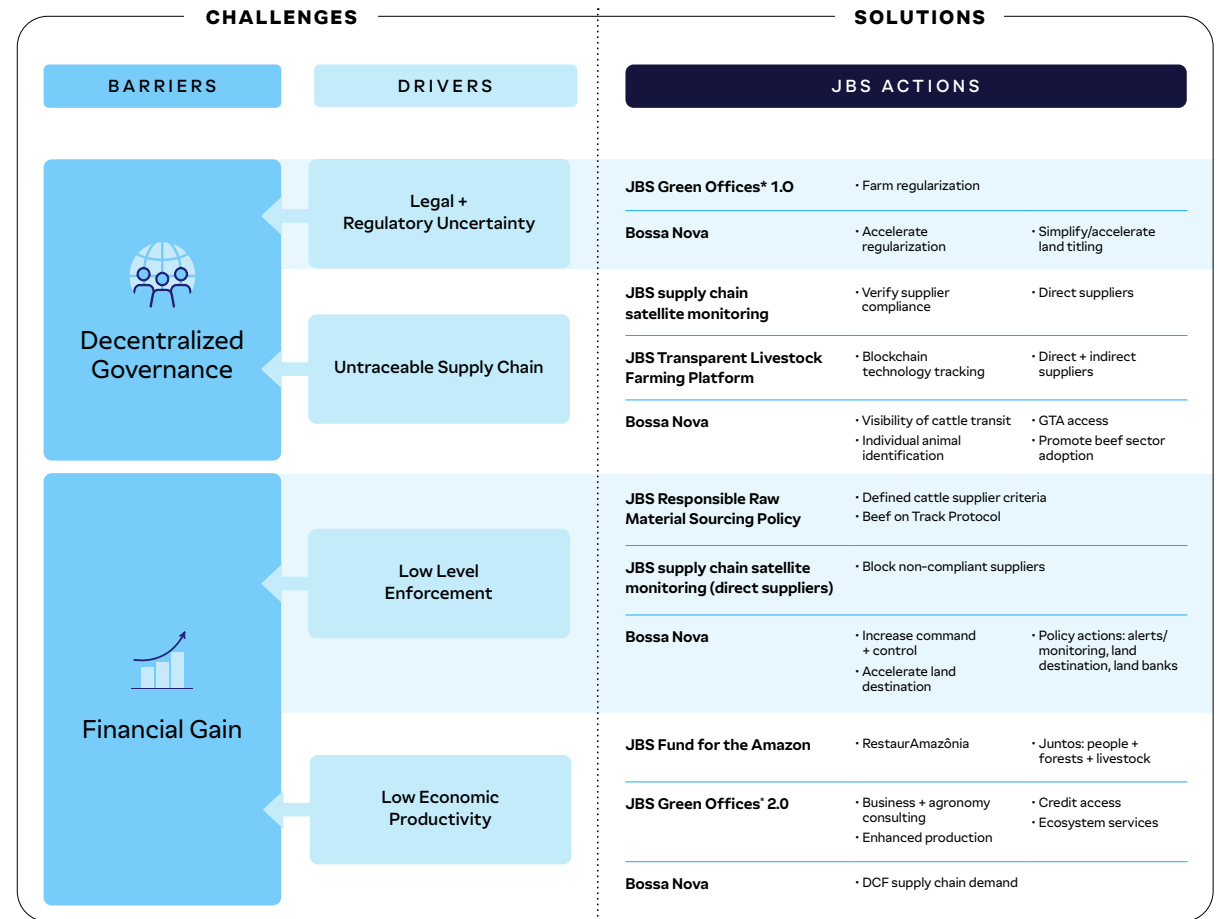 CHALLENGES
SOLUTIONS
BARRIERS
DRIVERS
JBS ACTIONS
Decentralized
Governance
Legal +
Regulatory Uncertainty
JBS Green Offices* 1.0
· Farm regularization
Bossa Nova
· Accelerate
regularization
· Simplify/accelerate
land titling
Untraceable Supply Chain
JBS supply chain
satellite monitoring
· Verify supplier
compliance
· Direct suppliers
JBS Transparent Livestock
Farming Platform
· Blockchain
technology tracking
· Direct + indirect
suppliers
Bossa Nova
· Visibility of cattle transit
· Individual animal
identification
· GTA access
· Promote beef sector
adoption
Financial Gain
Low Level
Enforcement
JBS Responsible Raw
Material Sourcing Policy
· Defined cattle supplier criteria
· Beef on Track Protocol
JBS supply chain satellite
monitoring (direct suppliers)
· Block non-compliant suppliers
Bossa Nova
· Increase command
+ control
· Accelerate land
destination
· Policy actions: alerts/
monitoring, land
destination, land banks
Low Economic
Productivity
JBS Fund for the Amazon
· RestaurAmazônia
· Juntos: people +
forests + livestock
JBS Green Offices* 2.0
· Business + agronomy
consulting
· Enhanced production
· Credit access
· Ecosystem services
Bossa Nova
· DCF supply chain demand